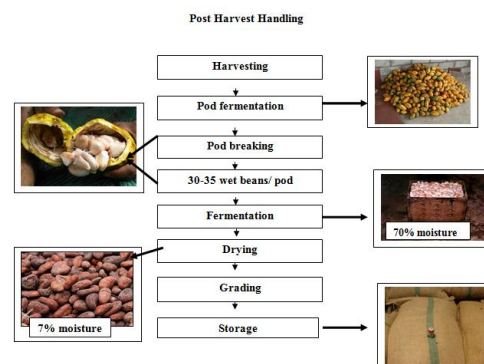 Post Harvest Handling
Harvesting
Pod fermentation
Pod breaking
30-35 wet beans/ pod
Fermentation
70% moisture
Drying
Grading
7% moisture
Storage